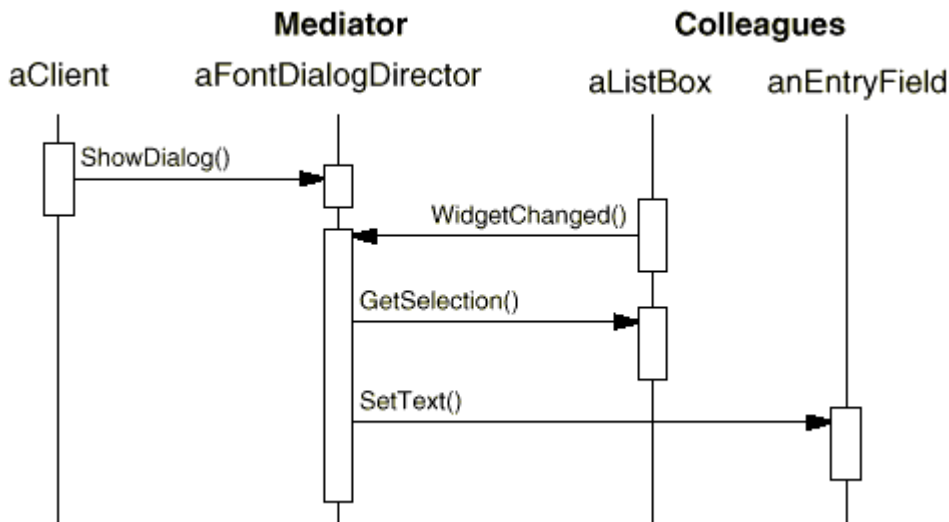 Mediator Colleagues
aClient aFontDialogDirector aListBox anEntryField
ShowDialog()
WidgetChanged()
GetSelection()
SetText()